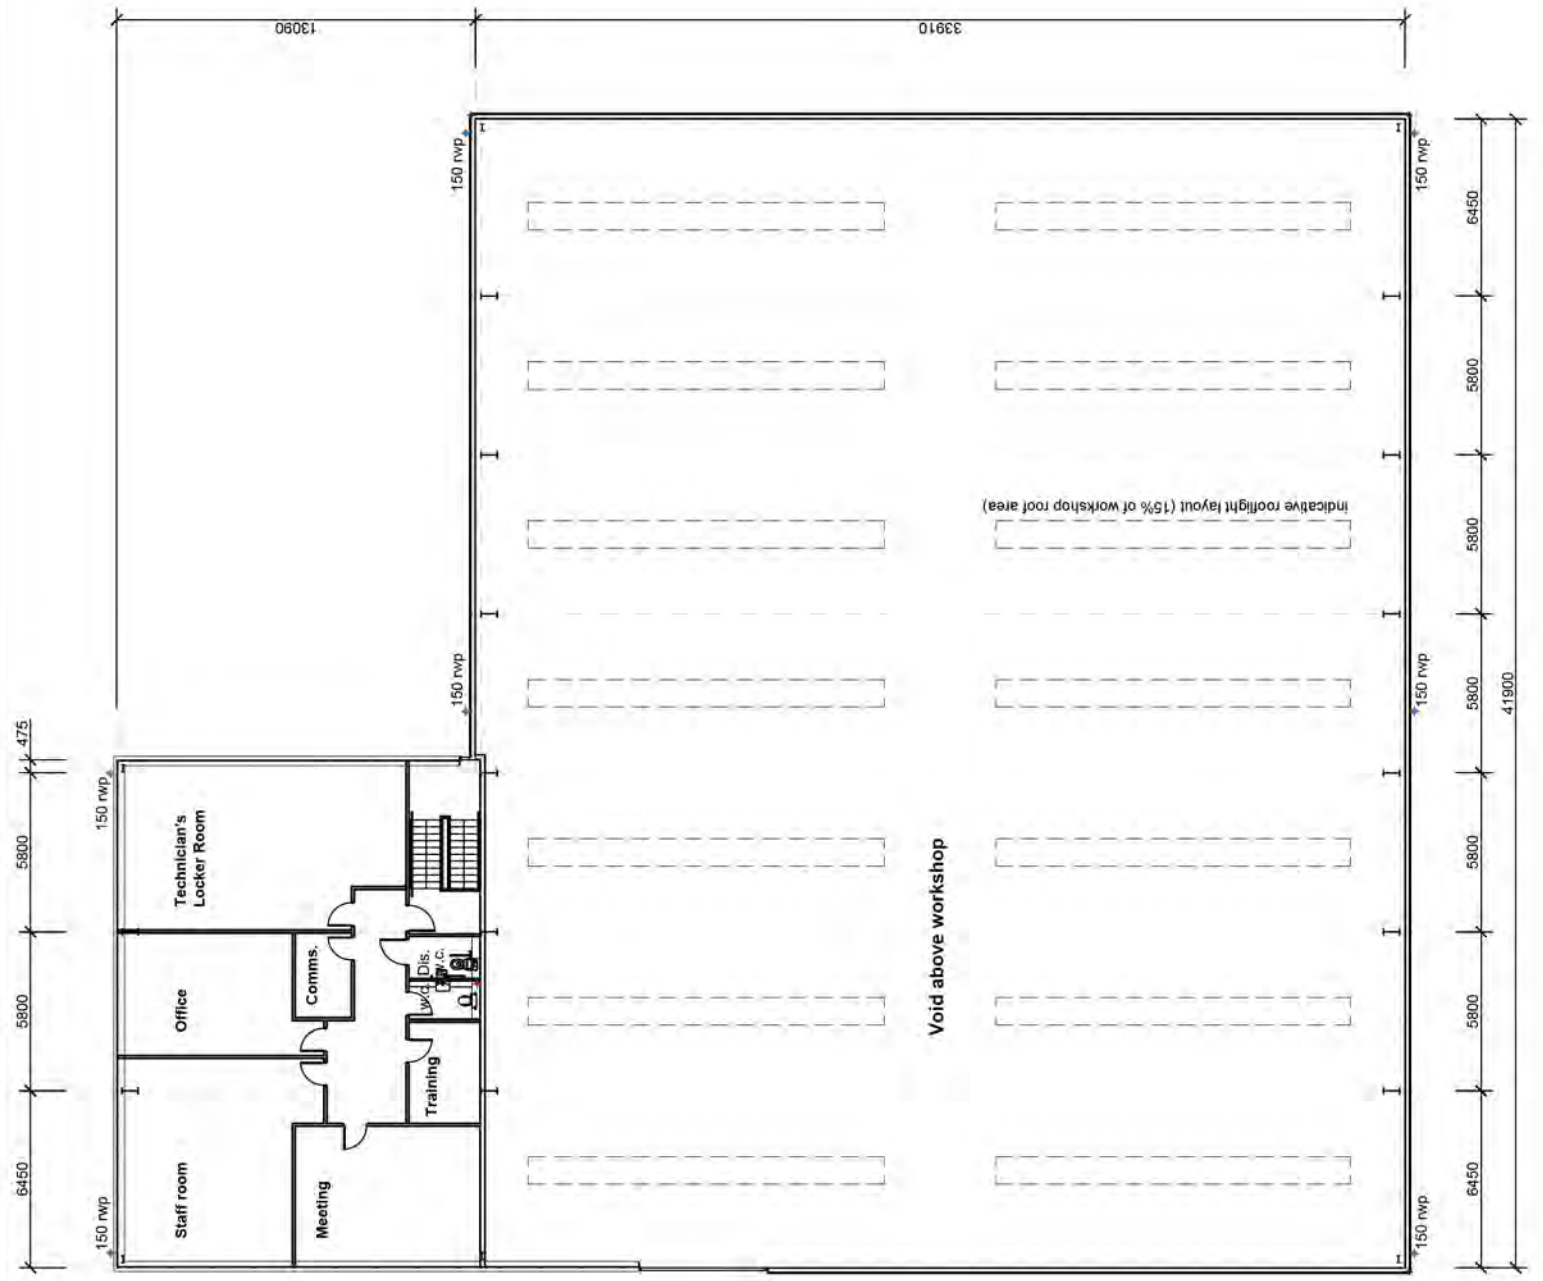 13090
33910
150 rwp
150 rwp
6450
5800
indicative rooflight layout (15% of workshop roof area)
5800
150 rwp
150 rwp
5800
41900
475
150 rwp
5800
Technician's
Locker Room
Void above workshop
5800
Comms.
Dis.
w.c.
w.c.
5800
Office
5800
Training
6450
Staff room
Meeting
6450
150 rwp
150 rwp